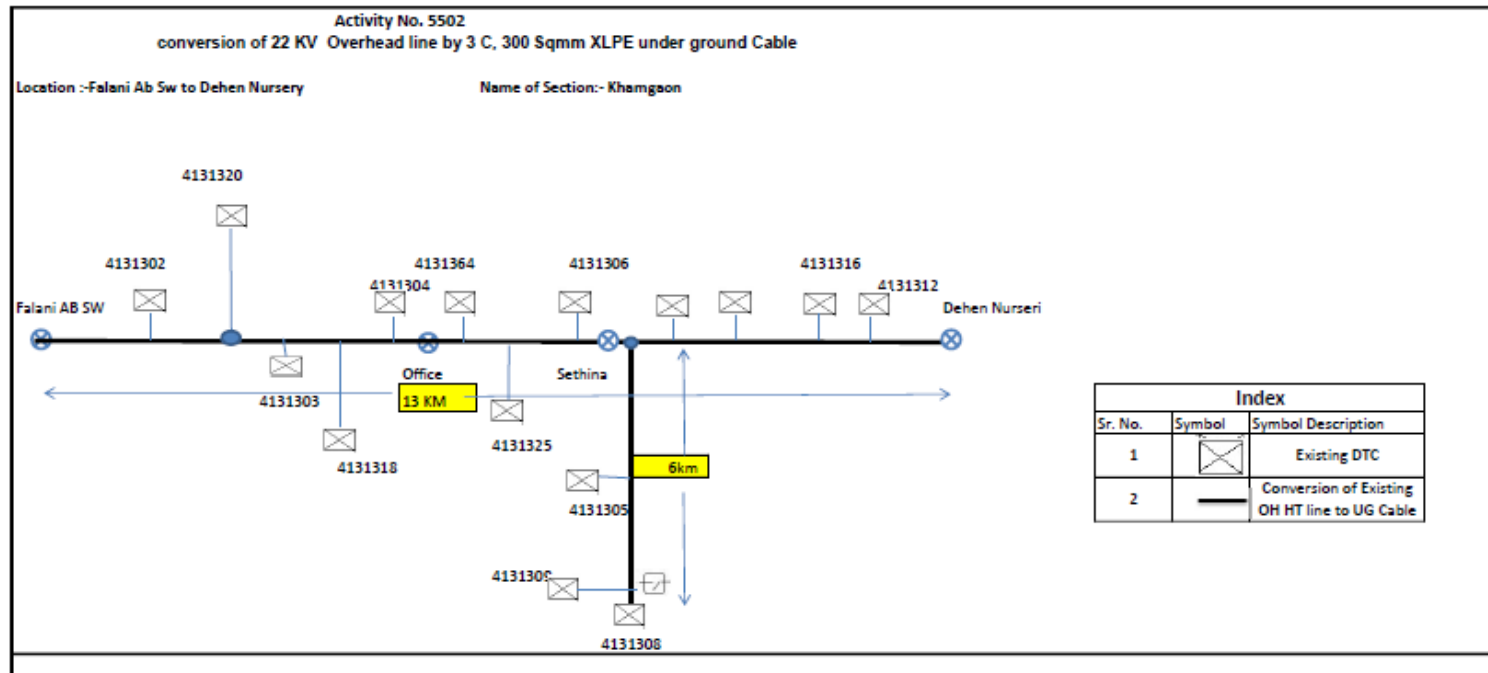 Activity No. 5502
conversion of 22 KV Overhead line by 3 C, 300 Sqmm XLPE under ground Cable
Location :-Falani Ab Sw to Dehen Nursery
Name of Section:- Khamgaon
4131320
4131302
4131364
4131306
4131316
4131304
4131312
Falani AB SW
Dehen Nurseri
Office
Sethina
4131303
13 KM
4131325
4131318
6km
4131305
4131309
4131308
Index
Sr. No. Symbol Symbol Description
1 Existing DTC
2 Conversion of Existing
OH HT line to UG Cable